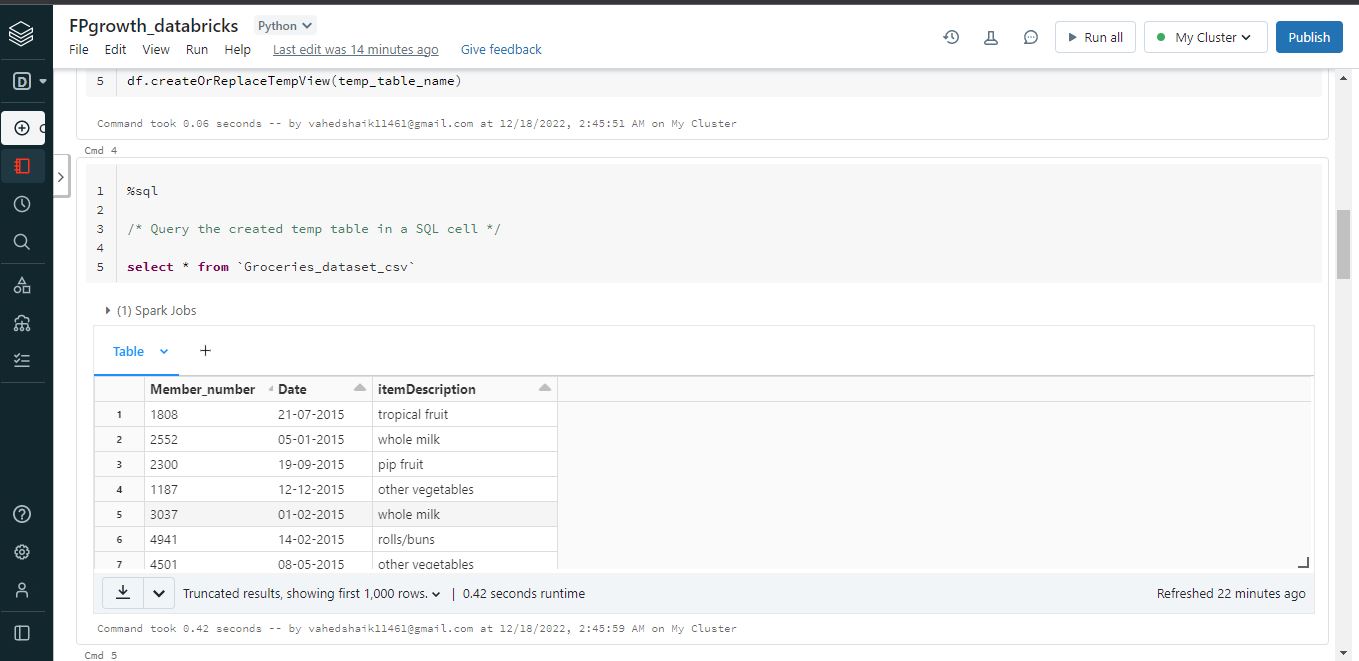 FPgrowth_databricks Python
File Edit View Run Help Last edit was 14 minutes ago Give feedback
Run all My Cluster Publish
D
5 df.createOrReplaceTempView(temp_table_name)
Command took 0.06 seconds -- by vahedshaik11461@gmail.com at 12/18/2022, 2:45:51 AM on My Cluster
Cmd 4
1 %sql
2
3 /* Query the created temp table in a SQL cell */
4
5 select * from `Groceries_dataset_csv`
(1) Spark Jobs
Table +
Member_number Date itemDescription
1 1808 21-07-2015 tropical fruit
2 2552 05-01-2015 whole milk
3 2300 19-09-2015 pip fruit
4 1187 12-12-2015 other vegetables
5 3037 01-02-2015 whole milk
6 4941 14-02-2015 rolls/buns
7 4501 08-05-2015 other vegetables
Truncated results, showing first 1,000 rows. | 0.42 seconds runtime Refreshed 22 minutes ago
Command took 0.42 seconds -- by vahedshaik11461@gmail.com at 12/18/2022, 2:45:59 AM on My Cluster
Cmd 5